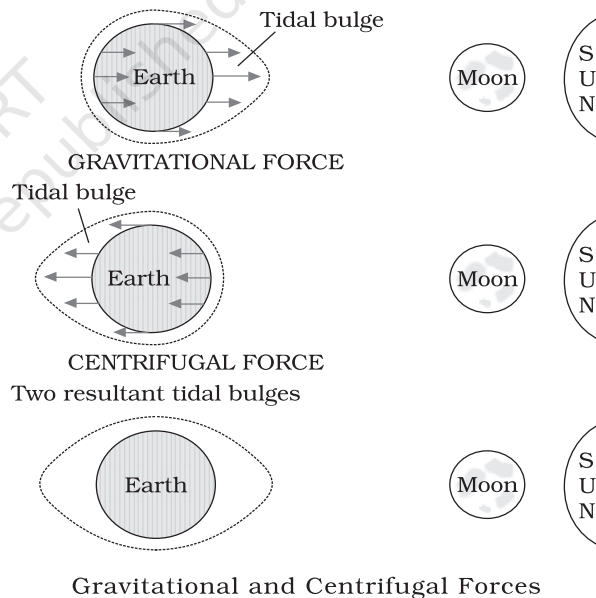 Tidal bulge
Earth
Moon
S
U
N
GRAVITATIONAL FORCE
Tidal bulge
Earth
Moon
S
U
N
CENTRIFUGAL FORCE
Two resultant tidal bulges
Earth
Moon
S
U
N
Gravitational and Centrifugal Forces